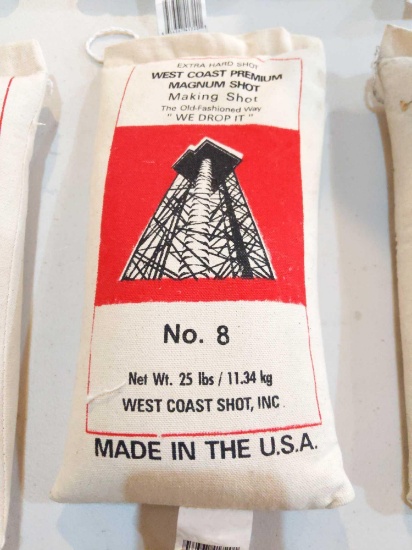 EXTRA HARD SHOT
WEST COAST PREMIUM
MAGNUM SHOT
Making Shot
The Old-Fashioned Way
"WE DROP IT"
No. 8
Net Wt. 25 lbs / 11.34 kg
WEST COAST SHOT, INC
MADE IN THE U.S.A.